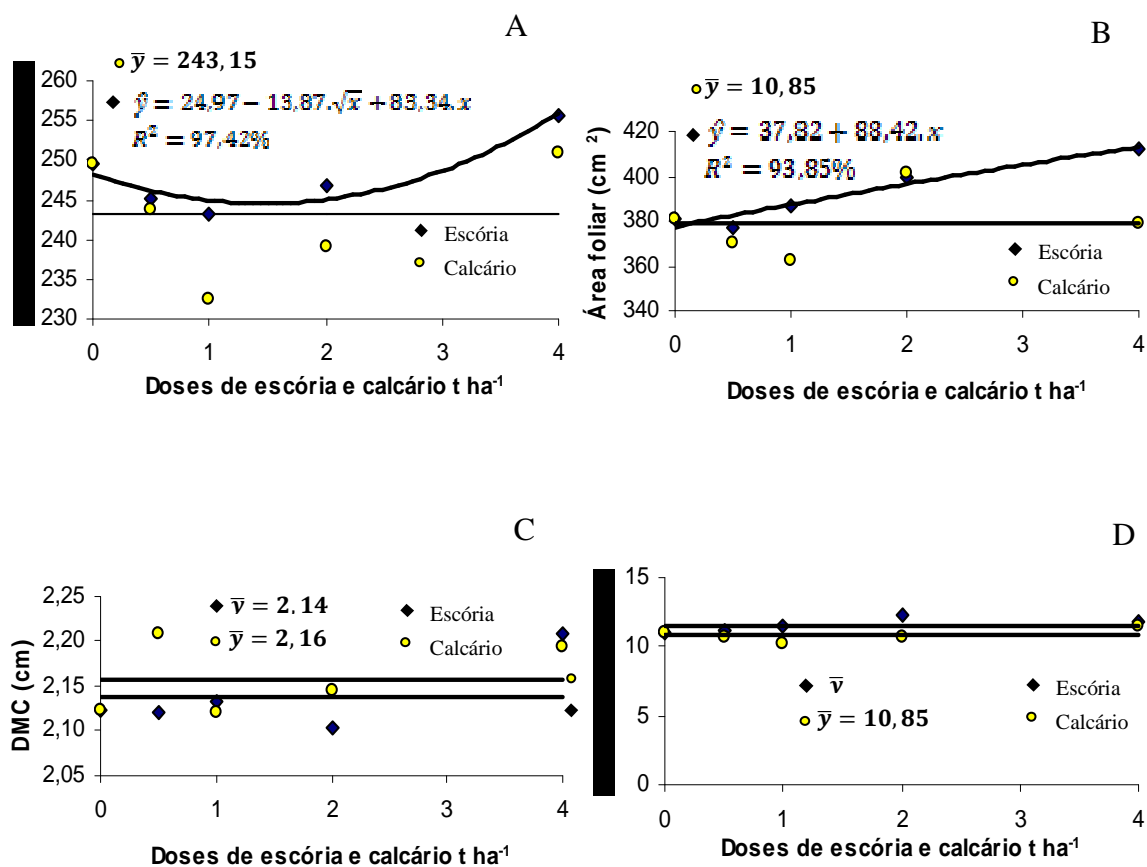 A
ȳ = 243,15
ŷ = 24,97 − 13,87.√x + 83,34.x
R² = 97,42%
260
255
250
245
240
235
230
0 1 2 3 4
Escória
Calcário
Doses de escória e calcário t ha⁻¹
B
ȳ = 10,85
ŷ = 37,82 + 88,42.x
R² = 93,85%
Área foliar (cm ²)
420
400
380
360
340
0 1 2 3 4
Escória
Calcário
Doses de escória e calcário t ha⁻¹
C
ȳ = 2,14
ȳ = 2,16
Escória
Calcário
DMC (cm)
2,25
2,20
2,15
2,10
2,05
0 1 2 3 4
Doses de escória e calcário t ha⁻¹
D
15
10
5
0
ȳ
ȳ = 10,85
Escória
Calcário
0 1 2 3 4
Doses de escória e calcário t ha⁻¹